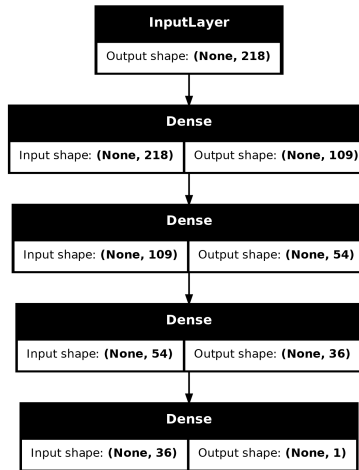 InputLayer
Output shape: (None, 218)
Dense
Input shape: (None, 218) Output shape: (None, 109)
Dense
Input shape: (None, 109) Output shape: (None, 54)
Dense
Input shape: (None, 54) Output shape: (None, 36)
Dense
Input shape: (None, 36) Output shape: (None, 1)